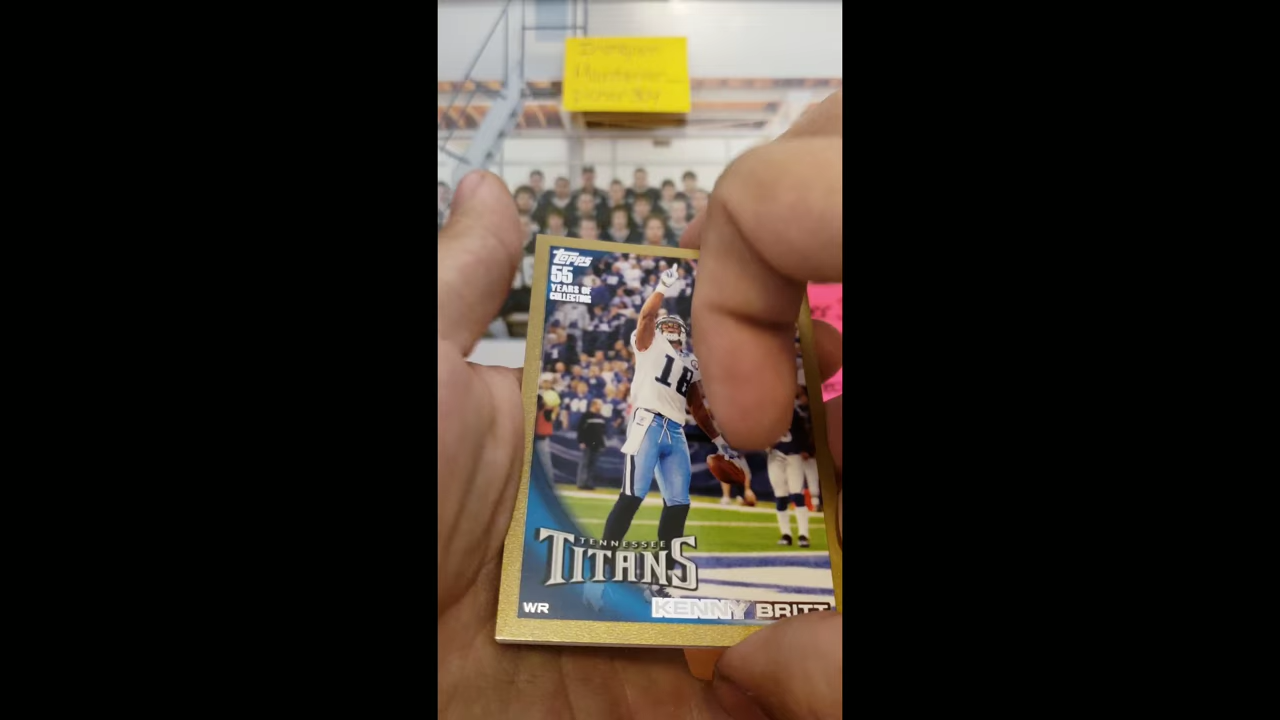 TOPPS
55
YEARS OF
COLLECTING
18
TENNESSEE
TITANS
WR
KENNY BRITT